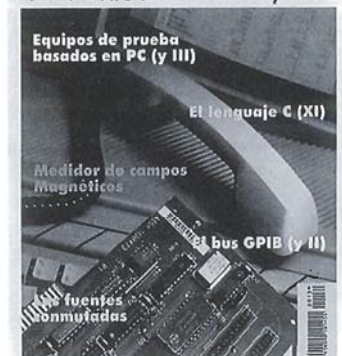 Equipos de prueba
basados en PC (y III)
El lenguaje C (XI)
Medidor de campos
Magnéticos
El bus GPIB (y II)
Las fuentes
conmutadas